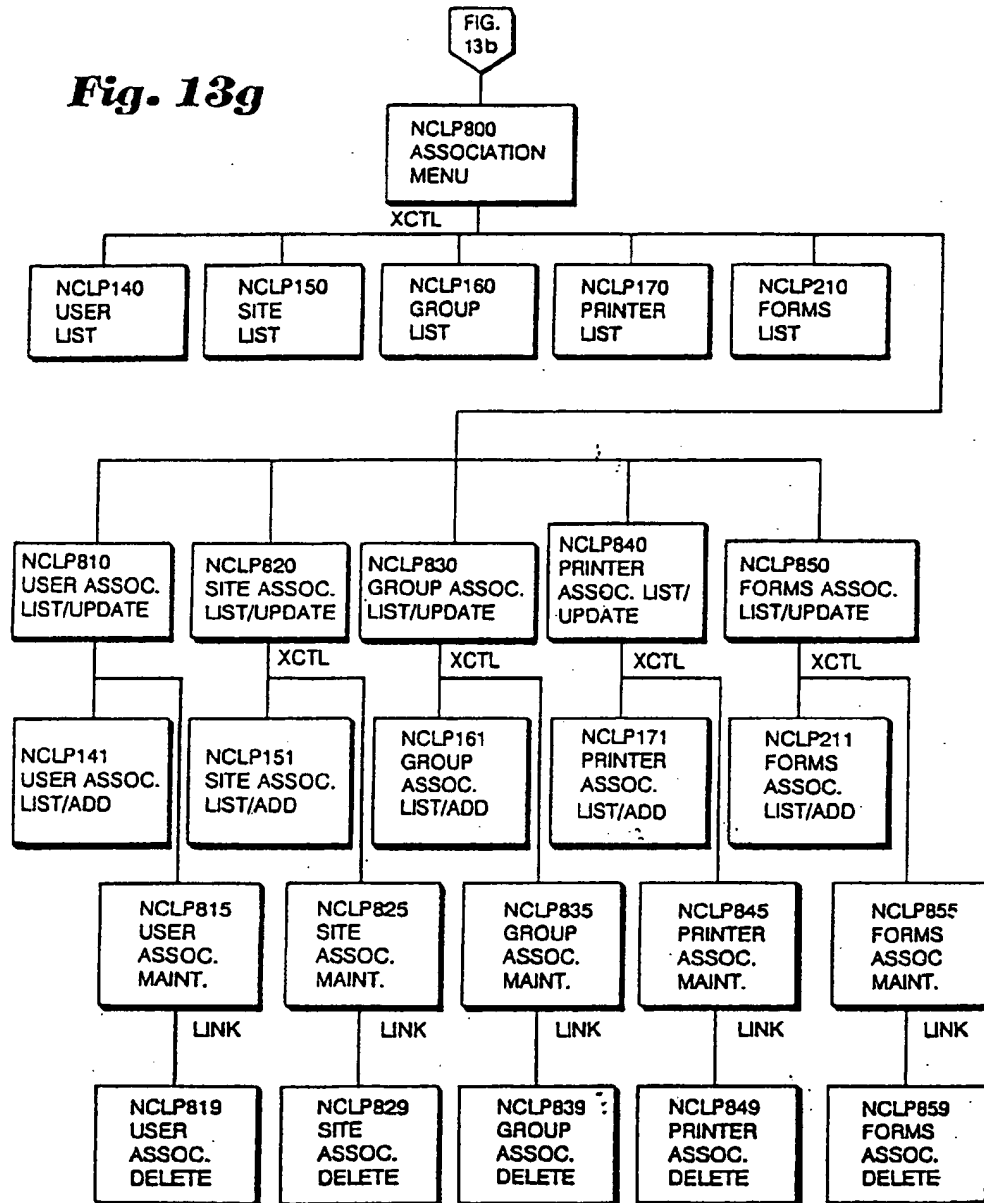 FIG.
13b
Fig. 13g
NCLP800
ASSOCIATION
MENU
XCTL
NCLP140
USER
LIST
NCLP150
SITE
LIST
NCLP160
GROUP
LIST
NCLP170
PRINTER
LIST
NCLP210
FORMS
LIST
NCLP810
USER ASSOC.
LIST/UPDATE
NCLP820
SITE ASSOC.
LIST/UPDATE
NCLP830
GROUP ASSOC.
LIST/UPDATE
NCLP840
PRINTER
ASSOC. LIST/
UPDATE
NCLP850
FORMS ASSOC.
LIST/UPDATE
XCTL
XCTL
XCTL
XCTL
NCLP141
USER ASSOC.
LIST/ADD
NCLP151
SITE ASSOC.
LIST/ADD
NCLP161
GROUP
ASSOC.
LIST/ADD
NCLP171
PRINTER
ASSOC.
LIST/ADD
NCLP211
FORMS
ASSOC.
LIST/ADD
NCLP815
USER
ASSOC.
MAINT.
NCLP825
SITE
ASSOC.
MAINT.
NCLP835
GROUP
ASSOC.
MAINT.
NCLP845
PRINTER
ASSOC.
MAINT.
NCLP855
FORMS
ASSOC
MAINT.
LINK
LINK
LINK
LINK
LINK
NCLP819
USER
ASSOC.
DELETE
NCLP829
SITE
ASSOC.
DELETE
NCLP839
GROUP
ASSOC.
DELETE
NCLP849
PRINTER
ASSOC.
DELETE
NCLP859
FORMS
ASSOC.
DELETE